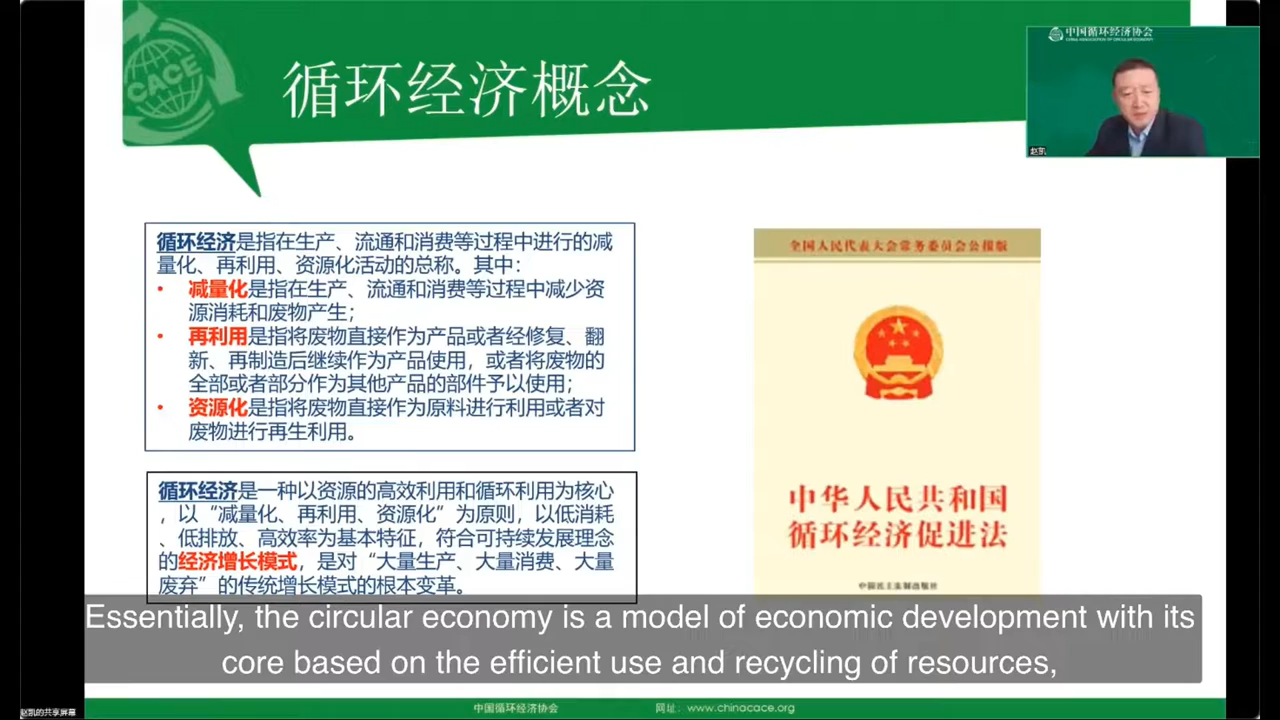 CACE
循环经济概念
中国循环经济协会
CHINA ASSOCIATION OF CIRCULAR ECONOMY
赵凯
循环经济是指在生产、流通和消费等过程中进行的减
量化、再利用、资源化活动的总称。其中：
• 减量化是指在生产、流通和消费等过程中减少资
源消耗和废物产生；
• 再利用是指将废物直接作为产品或者经修复、翻
新、再制造后继续作为产品使用，或者将废物的
全部或者部分作为其他产品的部件予以使用；
• 资源化是指将废物直接作为原料进行利用或者对
废物进行再生利用。
循环经济是一种以资源的高效利用和循环利用为核心
，以“减量化、再利用、资源化”为原则，以低消耗
、低排放、高效率为基本特征，符合可持续发展理念
的经济增长模式，是对“大量生产、大量消费、大量
废弃”的传统增长模式的根本变革。
全国人民代表大会常务委员会公报版
中华人民共和国
循环经济促进法
中国民主法制出版社
Essentially, the circular economy is a model of economic development with its
core based on the efficient use and recycling of resources,
赵凯的共享屏幕
中国循环经济协会 网址：www.chinacace.org